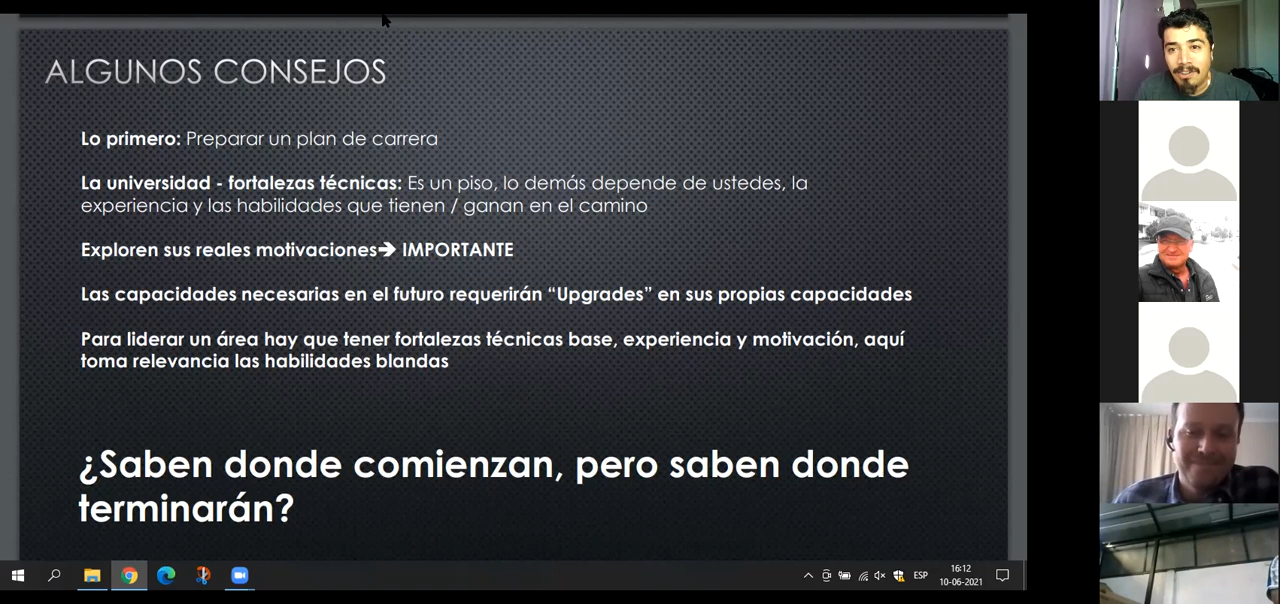 ALGUNOS CONSEJOS
Lo primero: Preparar un plan de carrera
La universidad - fortalezas técnicas: Es un piso, lo demás depende de ustedes, la
experiencia y las habilidades que tienen / ganan en el camino
Exploren sus reales motivaciones➔ IMPORTANTE
Las capacidades necesarias en el futuro requerirán “Upgrades” en sus propias capacidades
Para liderar un área hay que tener fortalezas técnicas base, experiencia y motivación, aquí
toma relevancia las habilidades blandas
¿Saben donde comienzan, pero saben donde
terminarán?
ESP
16:12
10-06-2021